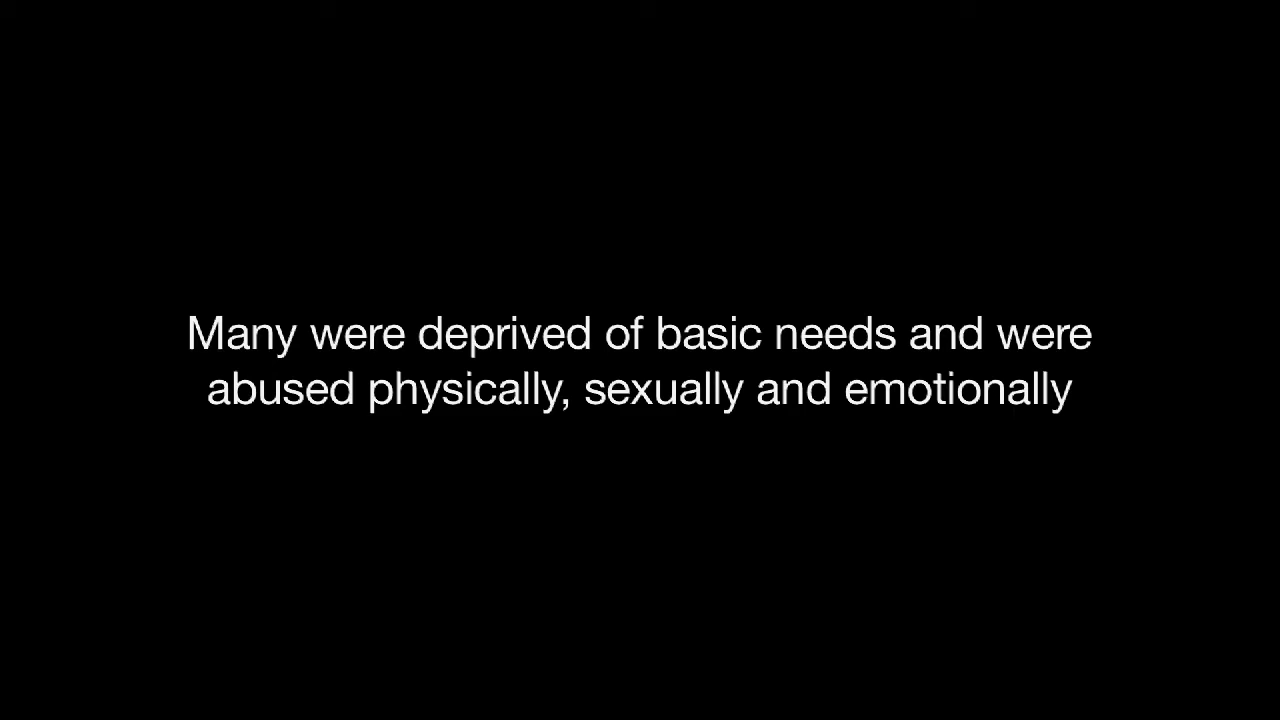 Many were deprived of basic needs and were
abused physically, sexually and emotionally